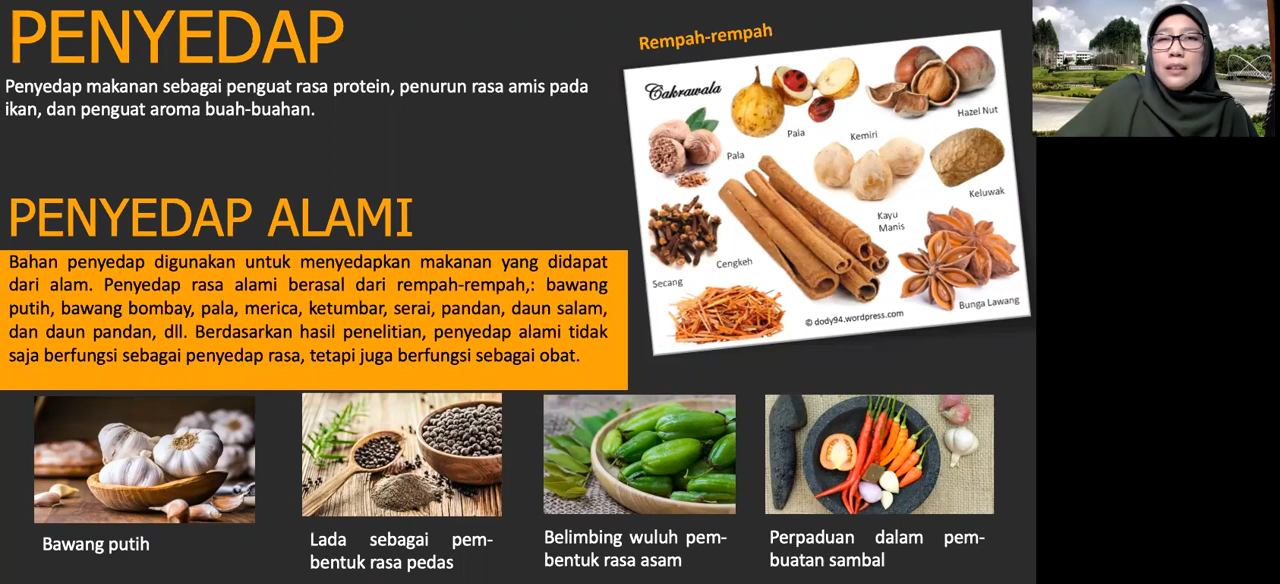 PENYEDAP
Penyedap makanan sebagai penguat rasa protein, penurun rasa amis pada
ikan, dan penguat aroma buah-buahan.
PENYEDAP ALAMI
Bahan penyedap digunakan untuk menyedapkan makanan yang didapat
dari alam. Penyedap rasa alami berasal dari rempah-rempah,: bawang
putih, bawang bombay, pala, merica, ketumbar, serai, pandan, daun salam,
dan daun pandan, dll. Berdasarkan hasil penelitian, penyedap alami tidak
saja berfungsi sebagai penyedap rasa, tetapi juga berfungsi sebagai obat.
Rempah-rempah
Cakrawala
Hazel Nut
Pala
Kemiri
Pala
Keluwak
Kayu
Manis
Cengkeh
Secang
Bunga Lawang
© dody94.wordpress.com
Bawang putih
Lada sebagai pem-
bentuk rasa pedas
Belimbing wuluh pem-
bentuk rasa asam
Perpaduan dalam pem-
buatan sambal